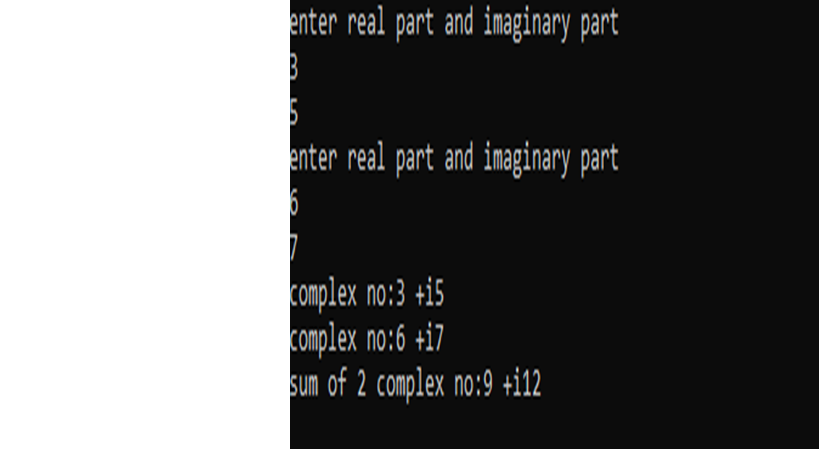 enter real part and imaginary part
3
5
enter real part and imaginary part
6
7
complex no:3 +i5
complex no:6 +i7
sum of 2 complex no:9 +i12